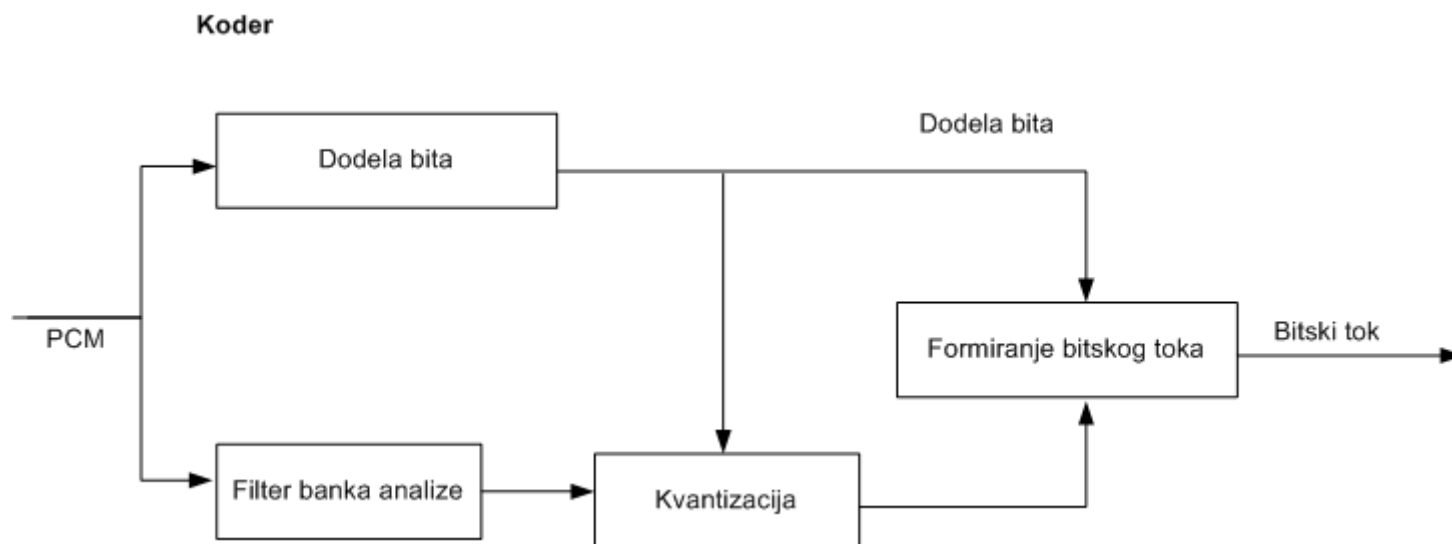 Koder
Dodela bita
Dodela bita
PCM
Formiranje bitskog toka
Bitski tok
Filter banka analize
Kvantizacija